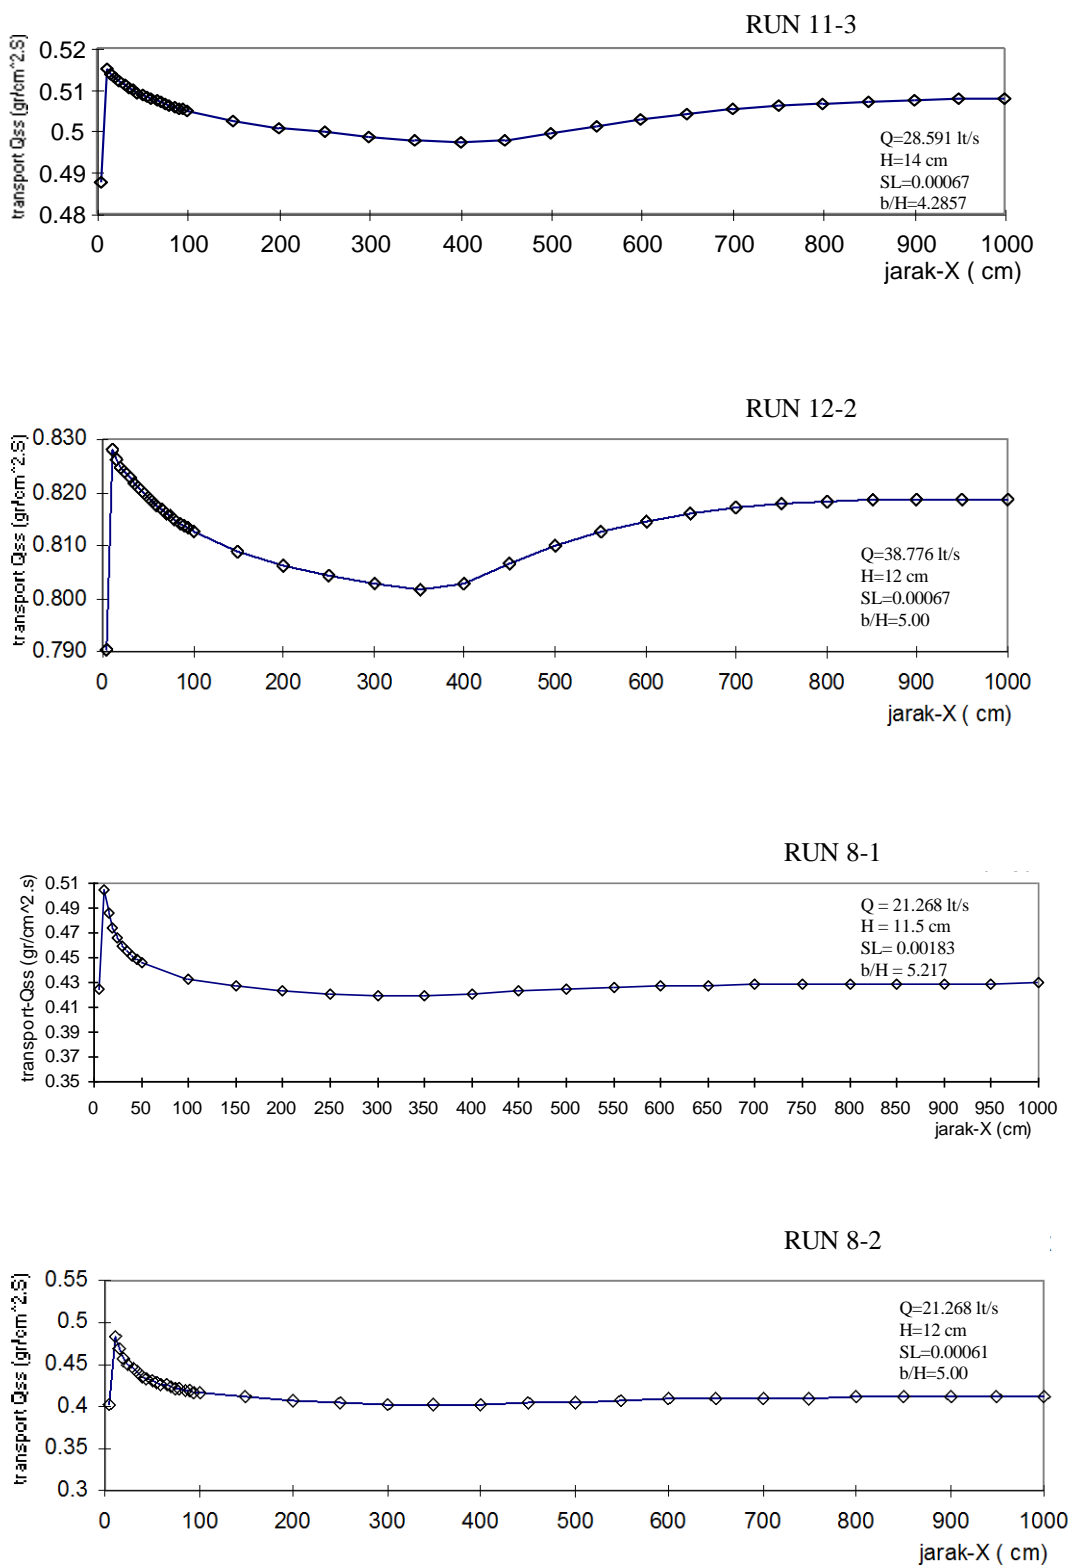 RUN 11-3
transport Qss (gr/cm^2.S)
0.52
0.51
0.5
0.49
0.48
Q=28.591 lt/s
H=14 cm
SL=0.00067
b/H=4.2857
0 100 200 300 400 500 600 700 800 900 1000
jarak-X ( cm)
RUN 12-2
transport Qss (gr/cm^2.S)
0.830
0.820
0.810
0.800
0.790
Q=38.776 lt/s
H=12 cm
SL=0.00067
b/H=5.00
0 100 200 300 400 500 600 700 800 900 1000
jarak-X ( cm)
RUN 8-1
transport-Qss (gr/cm^2.s)
0.51
0.49
0.47
0.45
0.43
0.41
0.39
0.37
0.35
Q = 21.268 lt/s
H = 11.5 cm
SL= 0.00183
b/H = 5.217
0 50 100 150 200 250 300 350 400 450 500 550 600 650 700 750 800 850 900 950 1000
jarak-X (cm)
RUN 8-2
transport Qss (gr/cm^2.S)
0.55
0.5
0.45
0.4
0.35
0.3
Q=21.268 lt/s
H=12 cm
SL=0.00061
b/H=5.00
0 100 200 300 400 500 600 700 800 900 1000
jarak-X ( cm)